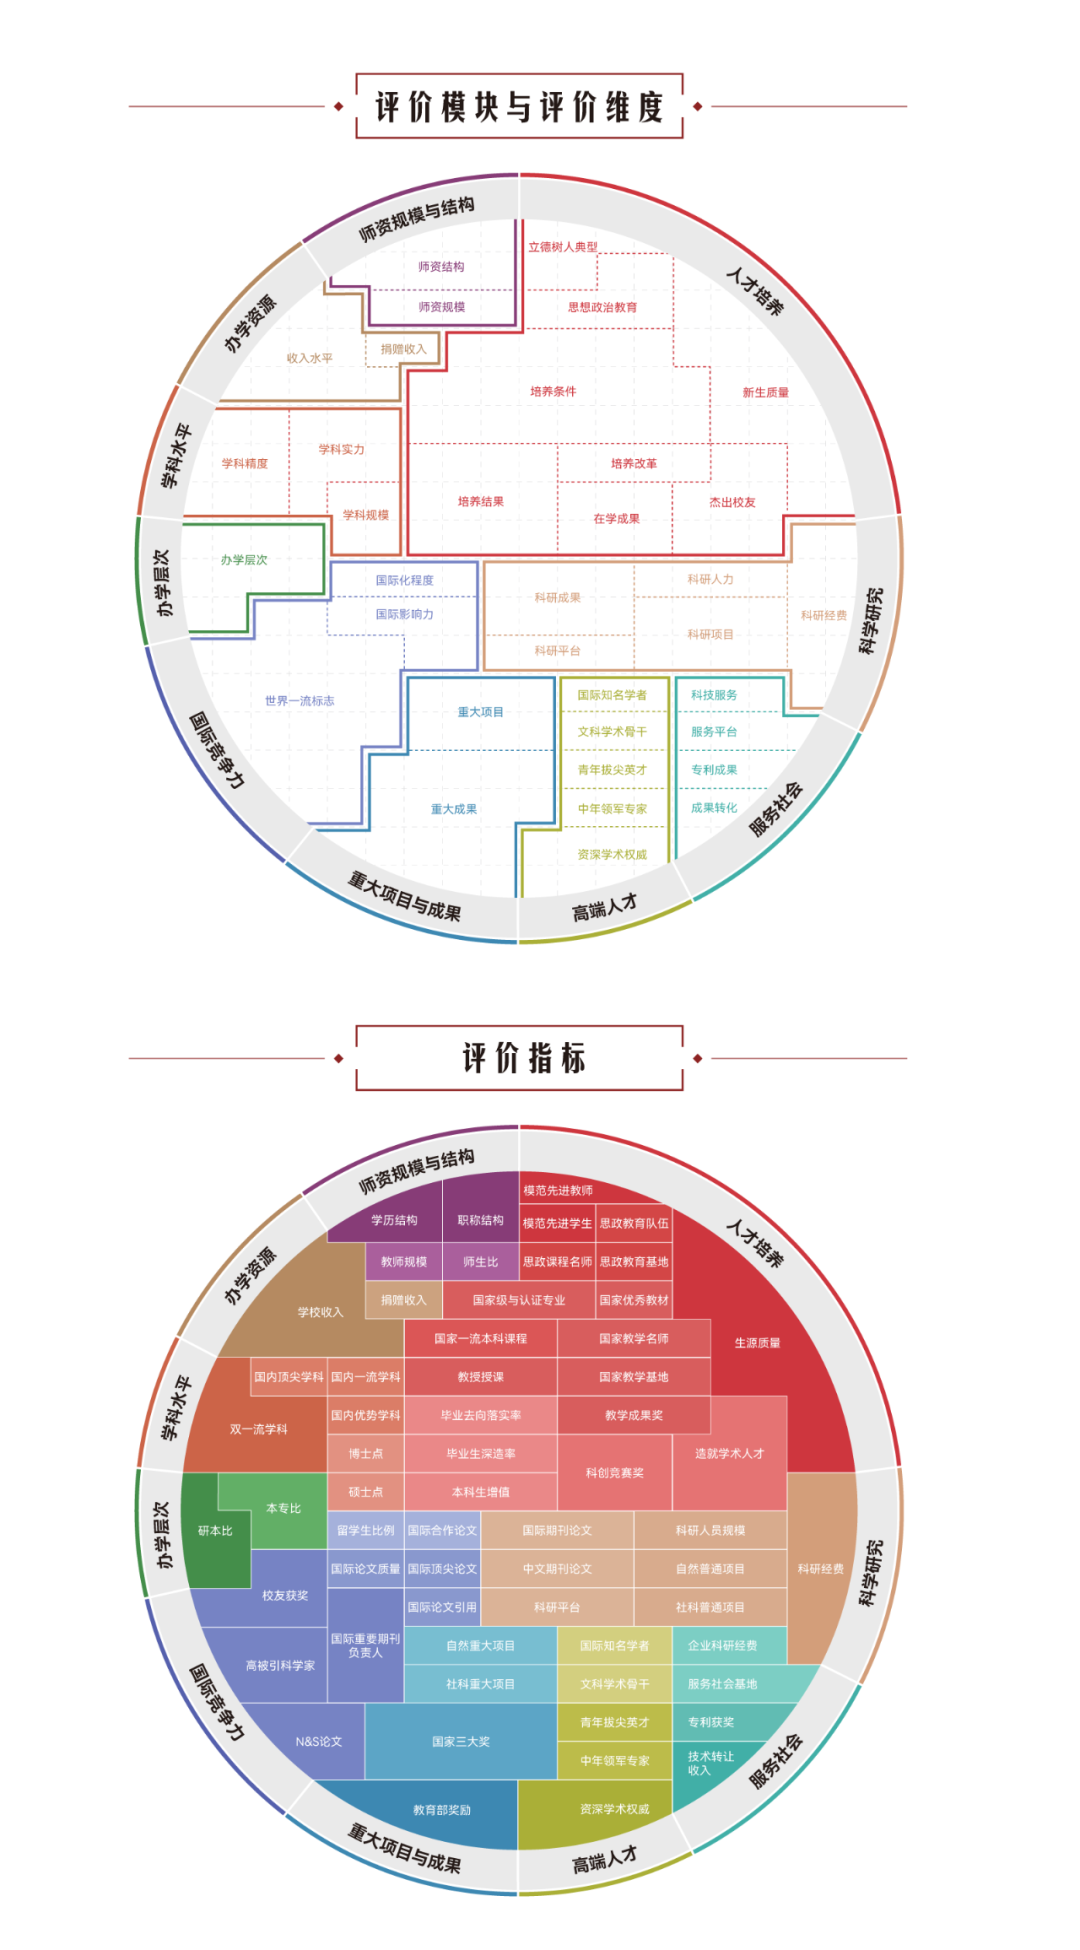 评价模块与评价维度
师资规模与结构
人才培养
办学资源
学科水平
办学层次
国际竞争力
重大项目与成果
高端人才
服务社会
科学研究
立德树人典型
师资结构
师资规模
思想政治教育
捐赠收入
收入水平
培养条件
新生质量
学科实力
学科精度
培养改革
培养结果
杰出校友
学科规模
在学成果
办学层次
国际化程度
科研人力
科研成果
国际影响力
科研经费
科研项目
科研平台
国际知名学者
科技服务
世界一流标志
重大项目
文科学术骨干
服务平台
青年拔尖英才
专利成果
重大成果
中年领军专家
成果转化
资深学术权威
评价指标
师资规模与结构
人才培养
办学资源
学科水平
办学层次
国际竞争力
重大项目与成果
高端人才
服务社会
科学研究
模范先进教师
学历结构
职称结构
模范先进学生
思政教育队伍
教师规模
师生比
思政课程名师
思政教育基地
捐赠收入
国家级与认证专业
国家优秀教材
学校收入
国家一流本科课程
国家教学名师
生源质量
国内顶尖学科
国内一流学科
教授授课
国家教学基地
双一流学科
国内优势学科
毕业去向落实率
教学成果奖
博士点
毕业生深造率
造就学术人才
科创竞赛奖
硕士点
本科生增值
本专比
研本比
留学生比例
国际合作论文
国际期刊论文
科研人员规模
国际论文质量
国际顶尖论文
中文期刊论文
自然普通项目
科研经费
校友获奖
国际论文引用
科研平台
社科普通项目
国际重要期刊
负责人
自然重大项目
国际知名学者
企业科研经费
高被引科学家
社科重大项目
文科学术骨干
服务社会基地
N&S论文
国家三大奖
青年拔尖英才
专利获奖
中年领军专家
技术转让
收入
教育部奖励
资深学术权威